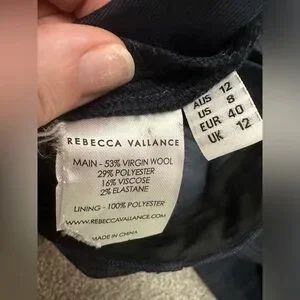 REBECCA VALLANCE
MAIN - 53% VIRGIN WOOL
29% POLYESTER
16% VISCOSE
2% ELASTANE
LINING - 100% POLYESTER
WWW.REBECCAVALLANCE.COM
MADE IN CHINA
AUS 12
US 8
EUR 40
UK 12